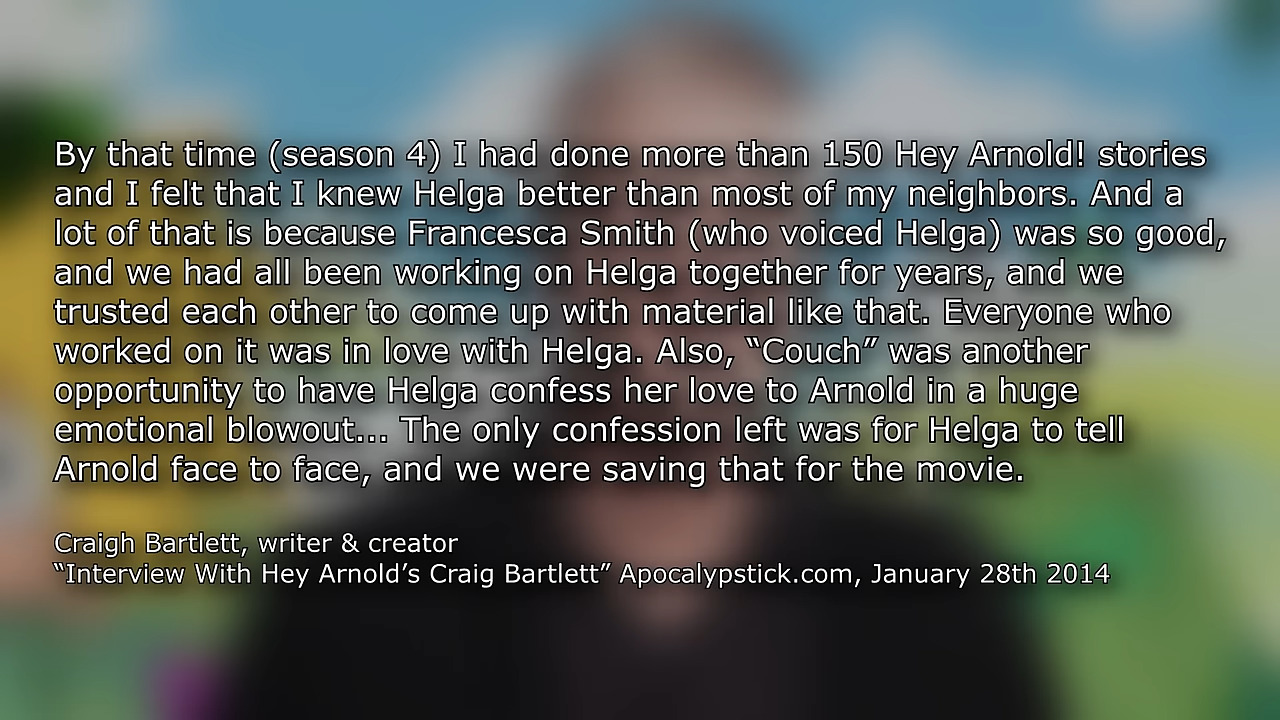 By that time (season 4) I had done more than 150 Hey Arnold! stories
and I felt that I knew Helga better than most of my neighbors. And a
lot of that is because Francesca Smith (who voiced Helga) was so good,
and we had all been working on Helga together for years, and we
trusted each other to come up with material like that. Everyone who
worked on it was in love with Helga. Also, “Couch” was another
opportunity to have Helga confess her love to Arnold in a huge
emotional blowout... The only confession left was for Helga to tell
Arnold face to face, and we were saving that for the movie.
Craigh Bartlett, writer & creator
“Interview With Hey Arnold’s Craig Bartlett” Apocalypstick.com, January 28th 2014